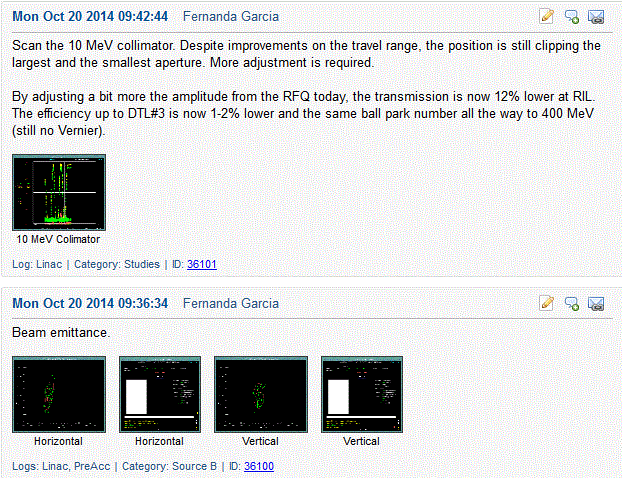 Mon Oct 20 2014 09:42:44 Fernanda Garcia
Scan the 10 MeV collimator. Despite improvements on the travel range, the position is still clipping the
largest and the smallest aperture. More adjustment is required.
By adjusting a bit more the amplitude from the RFQ today, the transmission is now 12% lower at RIL.
The efficiency up to DTL#3 is now 1-2% lower and the same ball park number all the way to 400 MeV
(still no Vernier).
10 MeV Colimator
Log: Linac | Category: Studies | ID: 36101
Mon Oct 20 2014 09:36:34 Fernanda Garcia
Beam emittance.
Horizontal Horizontal Vertical Vertical
Logs: Linac, PreAcc | Category: Source B | ID: 36100